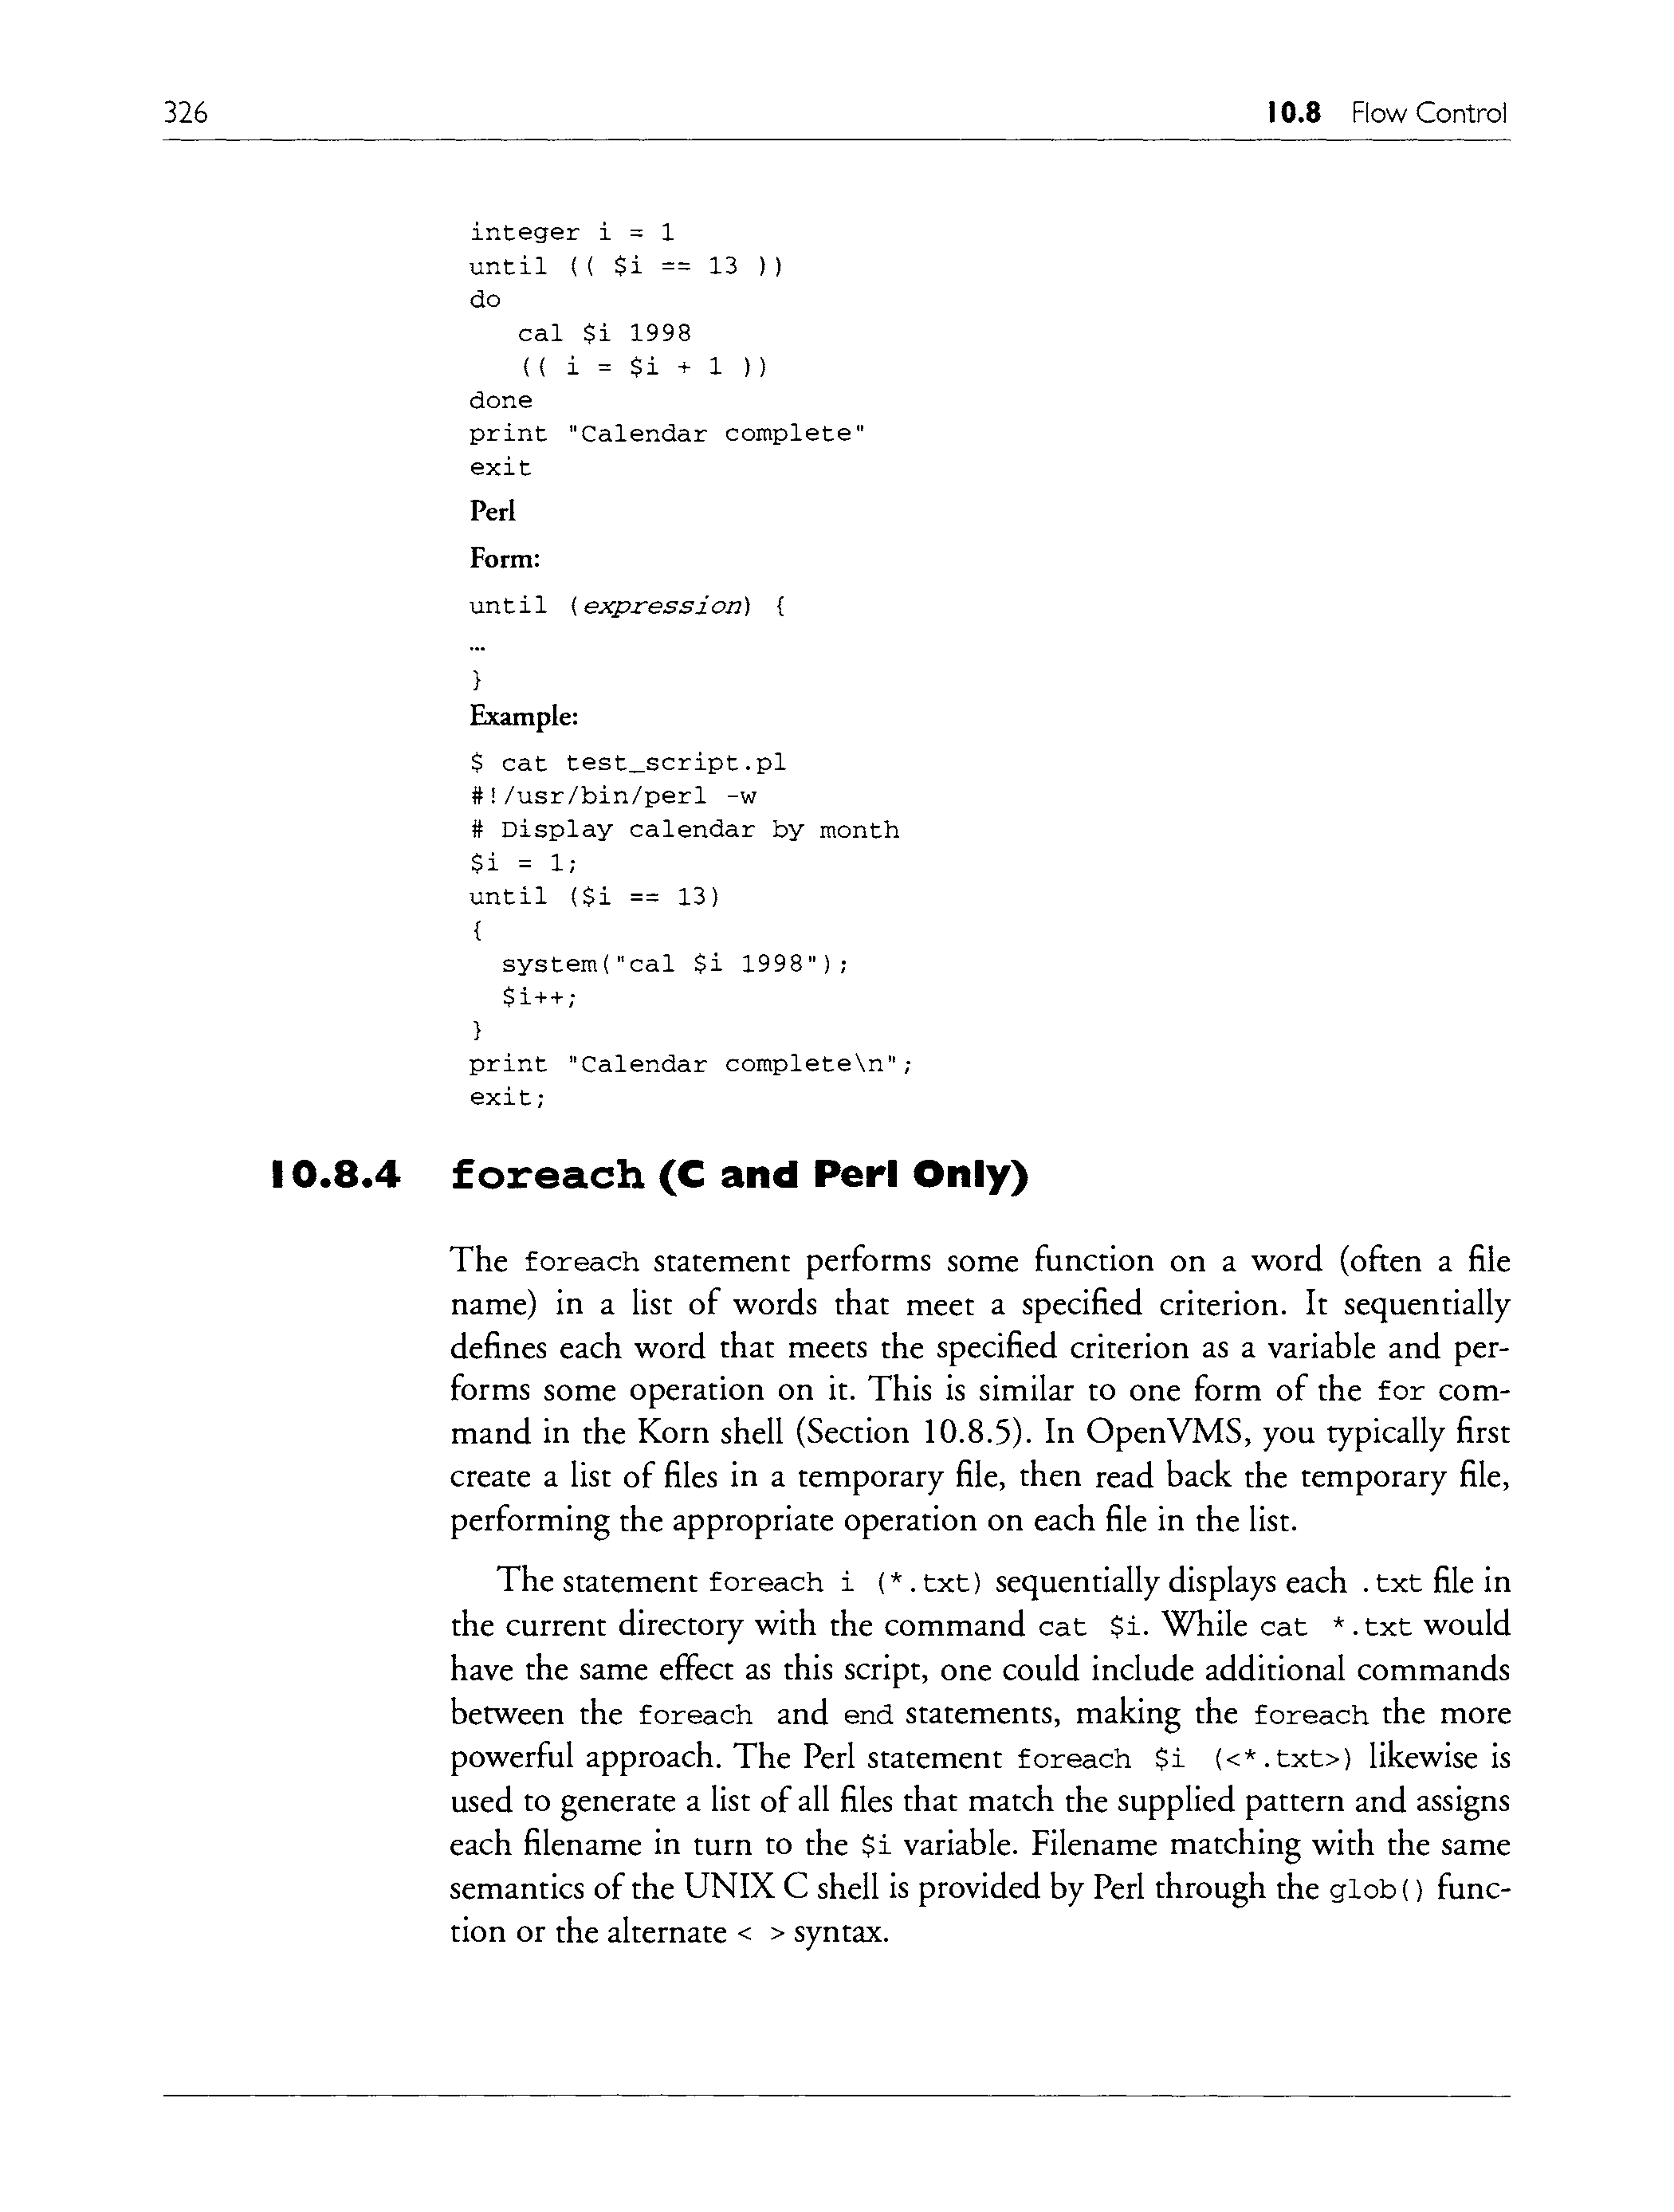 326
10.8 Flow Control
integer i = 1
until (( $i == 13 ))
do
   cal $i 1998
   (( i = $i + 1 ))
done
print "Calendar complete"
exit
Perl
Form:
until (expression) {
…
}
Example:
$ cat test_script.pl
#!/usr/bin/perl -w
# Display calendar by month
$i = 1;
until ($i == 13)
{
  system("cal $i 1998");
  $i++;
}
print "Calendar complete\n";
exit;
10.8.4 foreach (C and Perl Only)
The foreach statement performs some function on a word (often a file
name) in a list of words that meet a specified criterion. It sequentially
defines each word that meets the specified criterion as a variable and per-
forms some operation on it. This is similar to one form of the for com-
mand in the Korn shell (Section 10.8.5). In OpenVMS, you typically first
create a list of files in a temporary file, then read back the temporary file,
performing the appropriate operation on each file in the list.
The statement foreach i (*.txt) sequentially displays each .txt file in
the current directory with the command cat $i. While cat *.txt would
have the same effect as this script, one could include additional commands
between the foreach and end statements, making the foreach the more
powerful approach. The Perl statement foreach $i (<*.txt>) likewise is
used to generate a list of all files that match the supplied pattern and assigns
each filename in turn to the $i variable. Filename matching with the same
semantics of the UNIX C shell is provided by Perl through the glob() func-
tion or the alternate < > syntax.